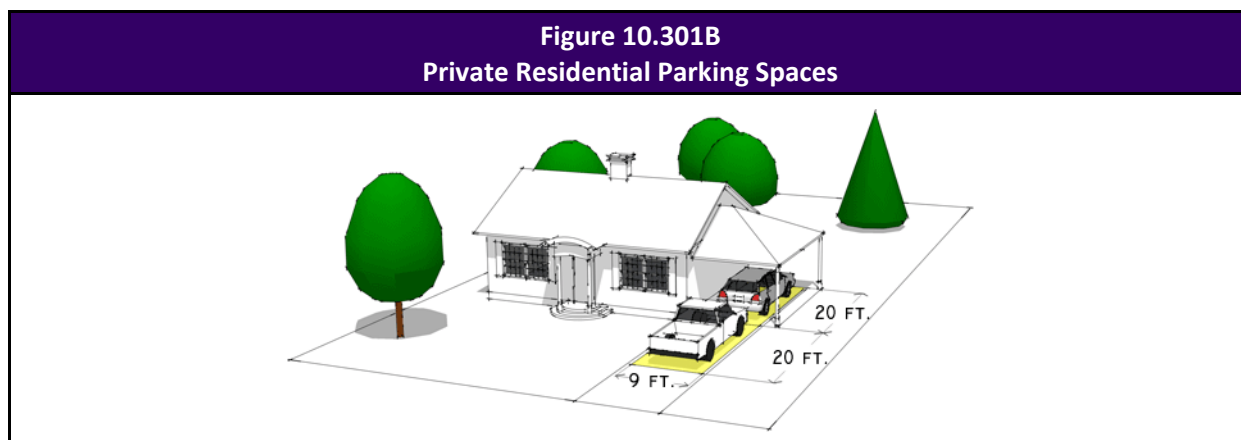 Figure 10.301B
Private Residential Parking Spaces
20 FT.
20 FT.
9 FT.